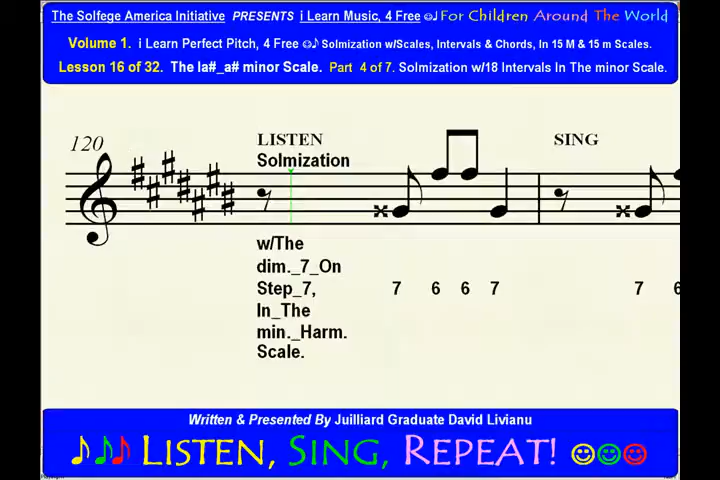 The Solfege America Initiative PRESENTS i Learn Music, 4 Free For Children Around The World
Volume 1. i Learn Perfect Pitch, 4 Free Solmization w/Scales, Intervals & Chords, In 15 M & 15 m Scales.
Lesson 16 of 32. The la#_a# minor Scale. Part 4 of 7. Solmization w/18 Intervals In The minor Scale.
120
LISTEN SING
Solmization
w/The
dim._7_On
Step_7, 7 6 6 7 7 6
In_The
min._Harm.
Scale.
Written & Presented By Juilliard Graduate David Livianu
LISTEN, SING, REPEAT!